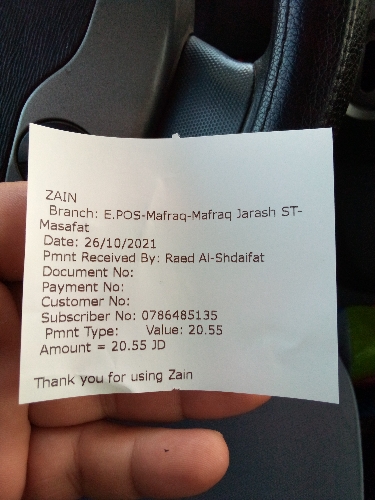 ZAIN
Branch: E.POS-Mafraq-Mafraq Jarash ST-
Masafat
Date: 26/10/2021
Pmnt Received By: Raed Al-Shdaifat
Document No:
Payment No:
Customer No:
Subscriber No: 0786485135
Pmnt Type: Value: 20.55
Amount = 20.55 JD
Thank you for using Zain